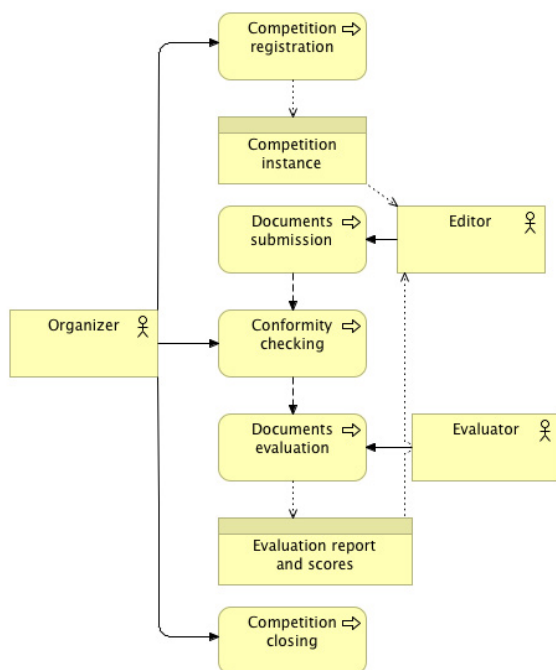 Competition
registration
Competition
instance
Documents
submission
Editor
Organizer
Conformity
checking
Documents
evaluation
Evaluator
Evaluation report
and scores
Competition
closing